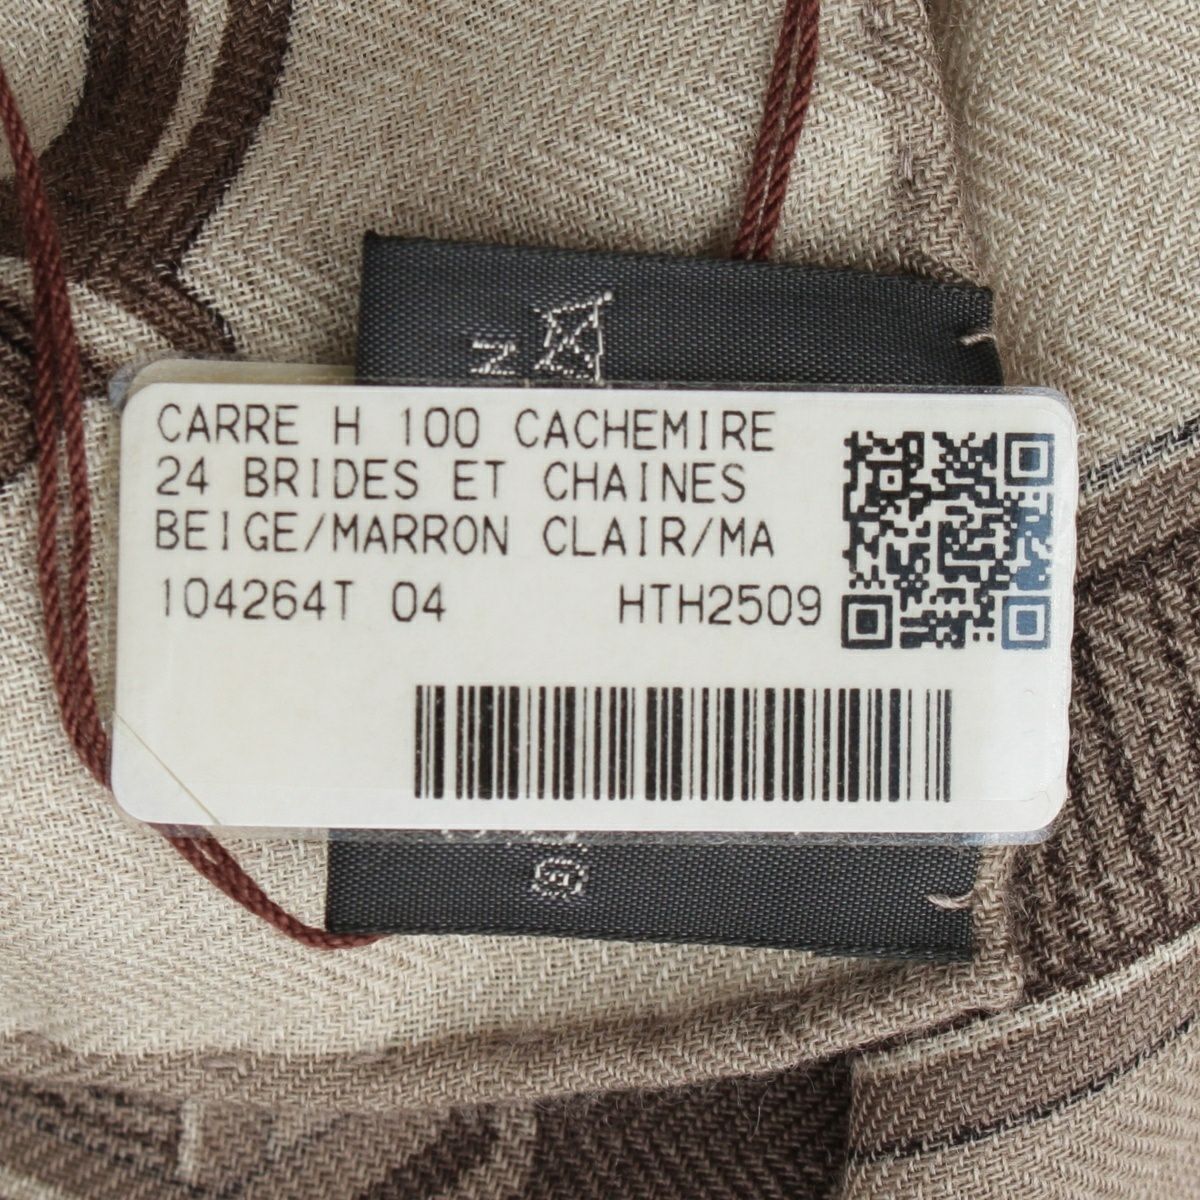 CARRE H 100 CACHEMIRE
24 BRIDES ET CHAINES
BEIGE/MARRON CLAIR/MA
104264T 04 HTH2509